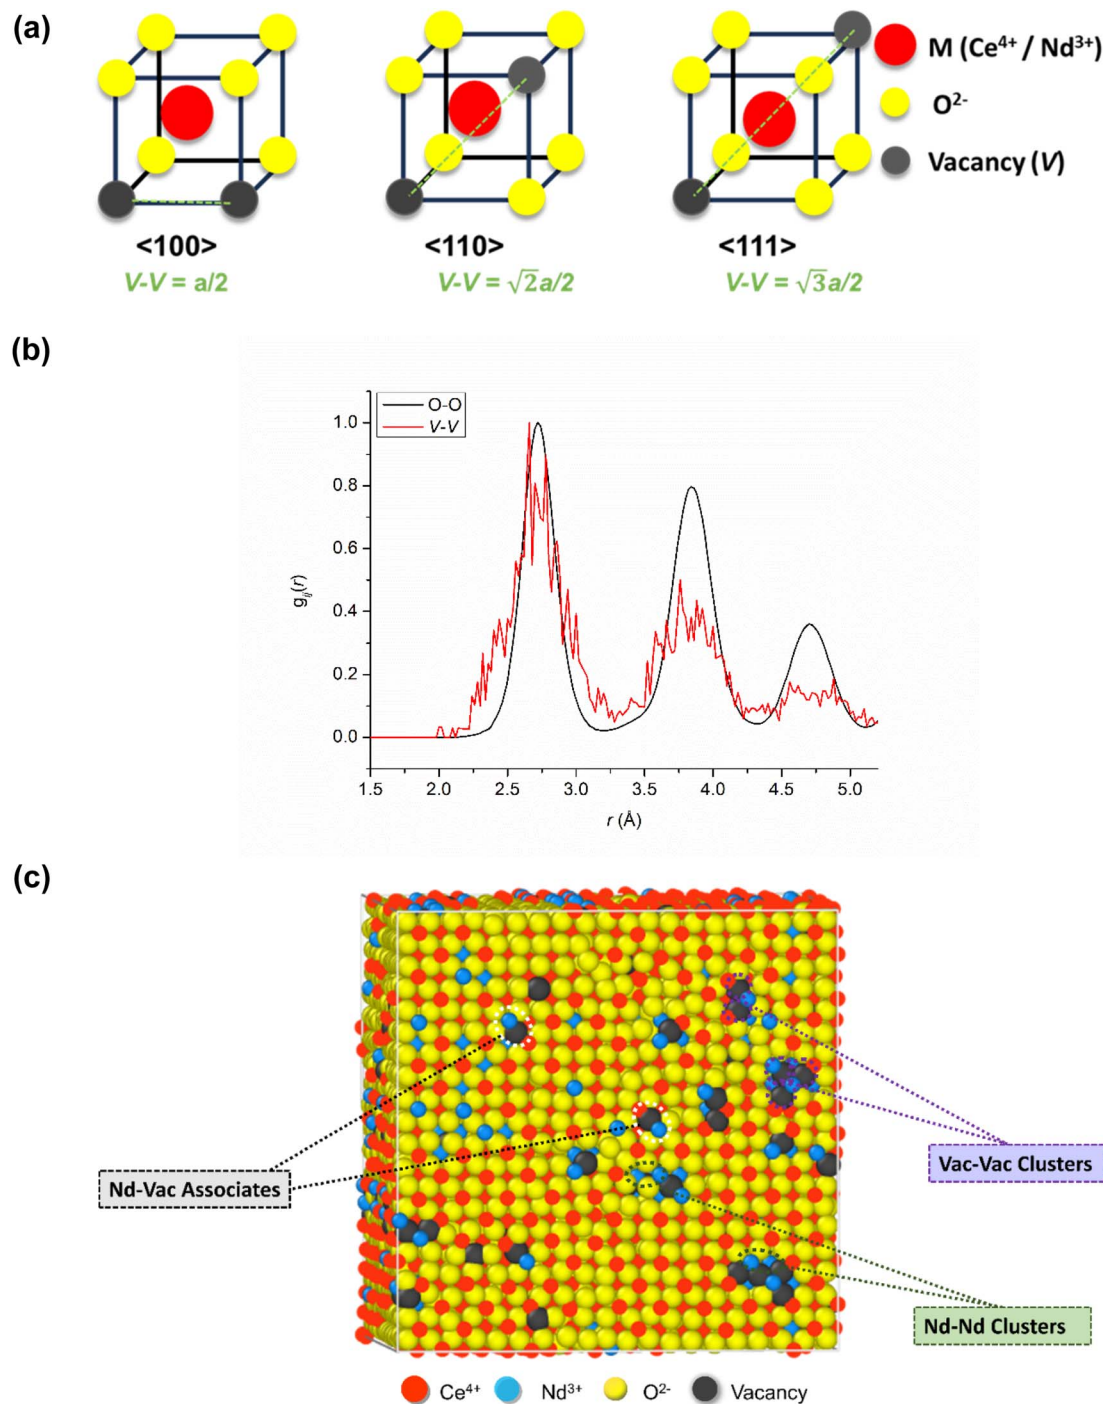 (a)
M (Ce⁴⁺ / Nd³⁺)
O²⁻
Vacancy (V)
<100>
<110>
<111>
V-V = a/2
V-V = √2a/2
V-V = √3a/2
(b)
O-O
V-V
1.0
0.8
0.6
0.4
0.2
0.0
gᵢⱼ(r)
1.5 2.0 2.5 3.0 3.5 4.0 4.5 5.0
r (Å)
(c)
Vac-Vac Clusters
Nd-Vac Associates
Nd-Nd Clusters
Ce⁴⁺ Nd³⁺ O²⁻ Vacancy